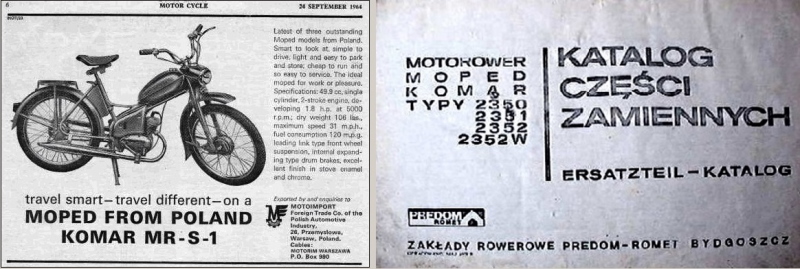 6
MOTOR CYCLE
24 SEPTEMBER 1964
Latest of three outstanding
Moped models from Poland.
Smart to look at, simple to
drive, light and easy to park
and store; cheap to run and
so easy to service. The ideal
moped for work or pleasure.
Specifications: 49.9 cc, single
cylinder, 2-stroke engine, de-
veloping 1.8 h.p. at 5000
r.p.m.; dry weight 106 lbs.,
maximum speed 31 m.p.h.,
fuel consumption 120 m.p.g.
leading link type front wheel
suspension, internal expand-
ing type drum brakes, excel-
lent finish in stove enamel
and chrome.
travel smart—travel different—on a
MOPED FROM POLAND
KOMAR MR-S-1
Exported by and enquiries to
MOTOIMPORT
Foreign Trade Co. of the
Polish Automotive
Industry,
26, Przemyslowa,
Warsaw, Poland.
Cables:
MOTORIM WARSZAWA
P.O. Box 990
MOTOROWER
MOPED
KOMAR
TYPY 2350
2351
2352
2352W
KATALOG
CZĘŚCI
ZAMIENNYCH
ERSATZTEIL-KATALOG
PREDOM
ROMET
ZAKŁADY ROWEROWE PREDOM-ROMET BYDGOSZCZ